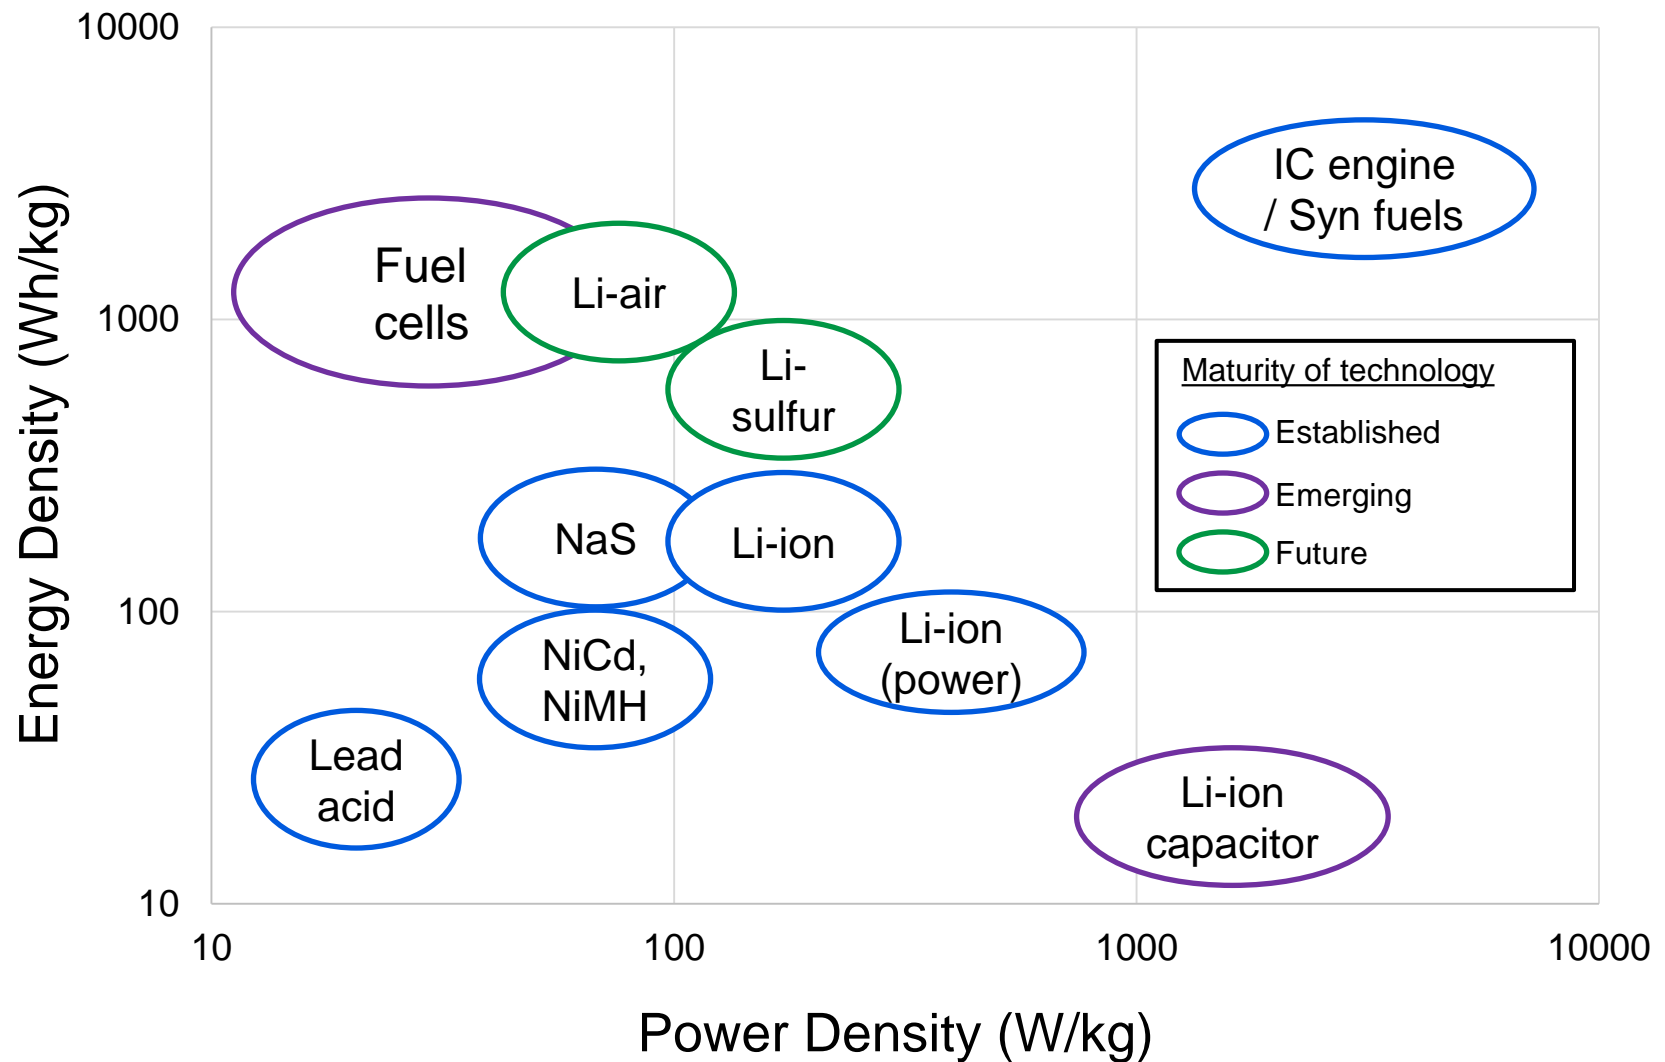 10000
1000
100
10
Energy Density (Wh/kg)
IC engine
/ Syn fuels
Fuel
cells
Li-air
Li-
sulfur
Maturity of technology
Established
Emerging
Future
NaS
Li-ion
Li-ion
(power)
NiCd,
NiMH
Lead
acid
Li-ion
capacitor
10
100
1000
10000
Power Density (W/kg)